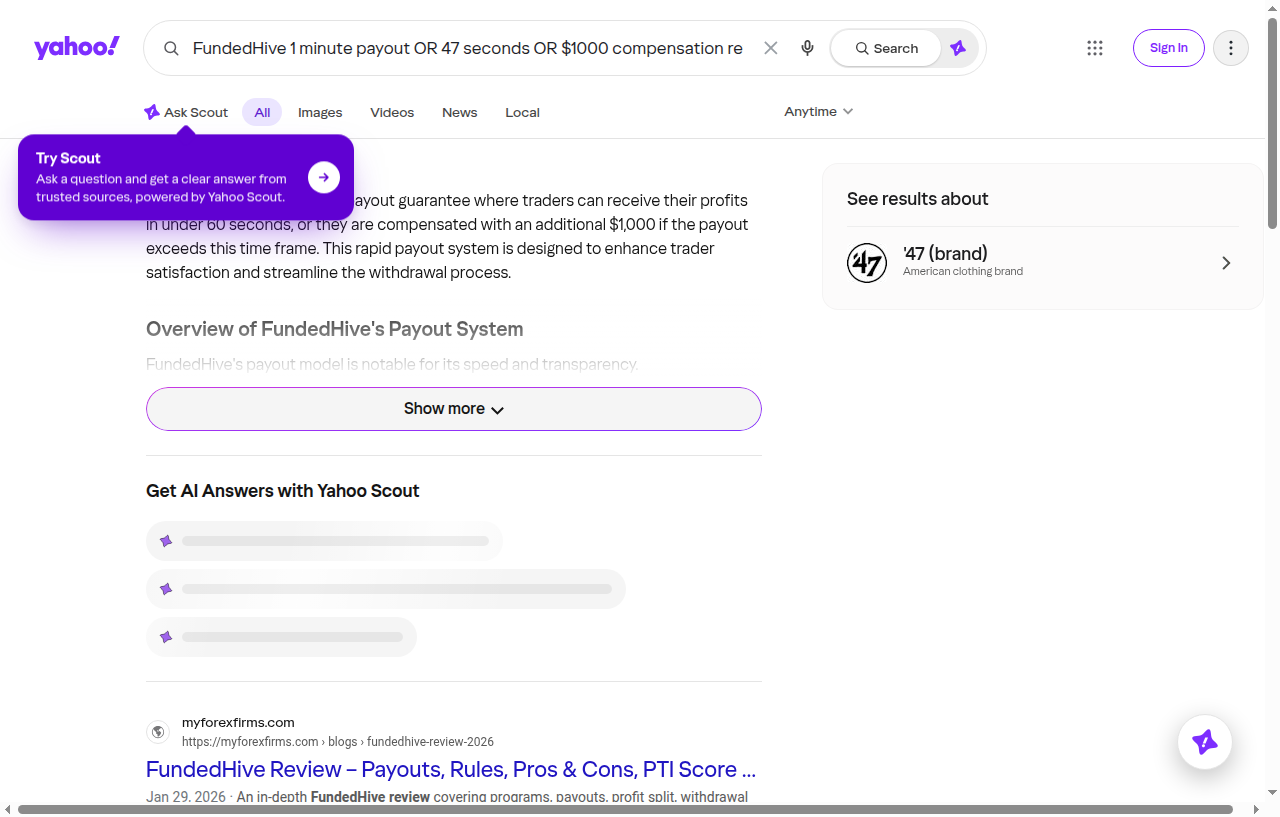 yahoo!
FundedHive 1 minute payout OR 47 seconds OR $1000 compensation re
Search
Sign In
Ask Scout
All
Images
Videos
News
Local
Anytime
Try Scout
Ask a question and get a clear answer from
trusted sources, powered by Yahoo Scout.
ayout guarantee where traders can receive their profits
in under 60 seconds, or they are compensated with an additional $1,000 if the payout
exceeds this time frame. This rapid payout system is designed to enhance trader
satisfaction and streamline the withdrawal process.
Overview of FundedHive's Payout System
FundedHive's payout model is notable for its speed and transparency.
Show more
See results about
'47
'47 (brand)
American clothing brand
Get AI Answers with Yahoo Scout
myforexfirms.com
https://myforexfirms.com › blogs › fundedhive-review-2026
FundedHive Review – Payouts, Rules, Pros & Cons, PTI Score ...
Jan 29, 2026 · An in-depth FundedHive review covering programs, payouts, profit split, withdrawal